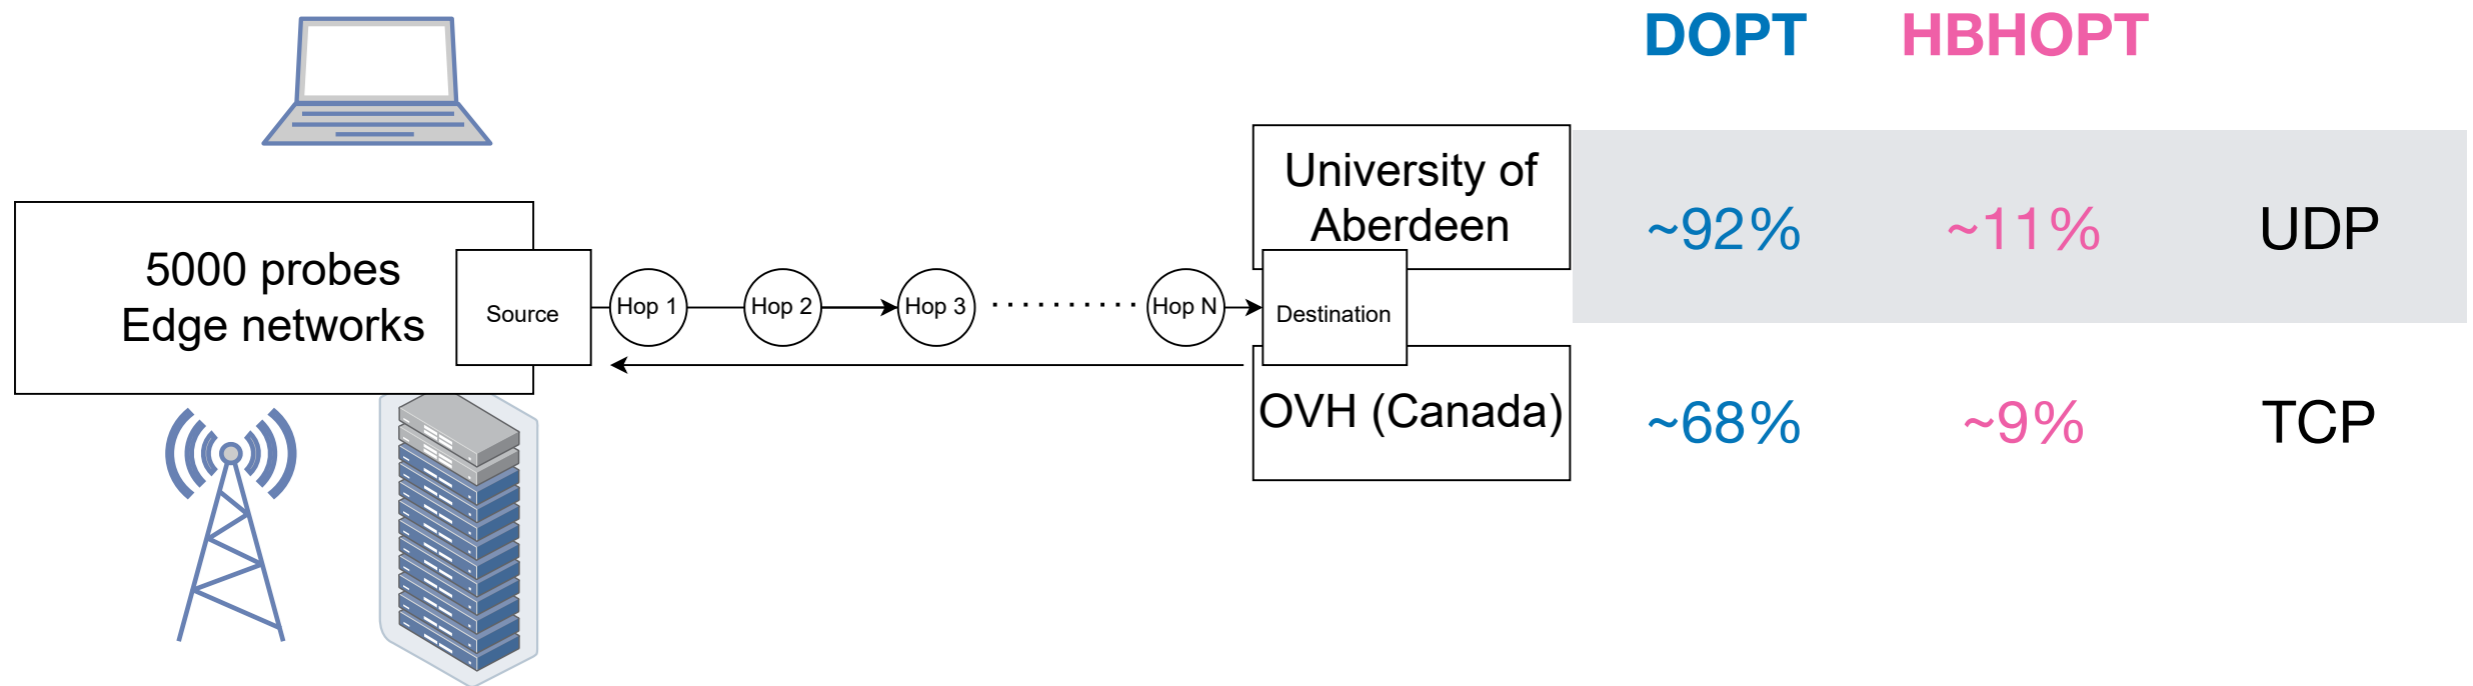 DOPT HBHOPT
5000 probes
Edge networks
Source
Hop 1
Hop 2
Hop 3
Hop N
Destination
University of
Aberdeen
OVH (Canada)
~92% ~11% UDP
~68% ~9% TCP